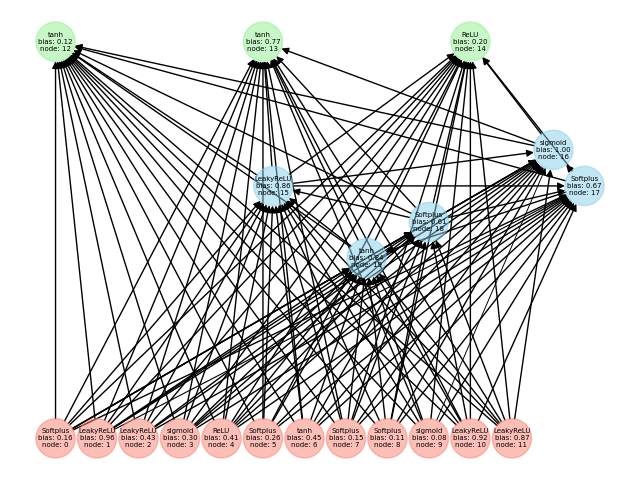 tanh
bias: 0.12
node: 12
tanh
bias: 0.77
node: 13
ReLU
bias: 0.20
node: 14
sigmoid
bias: 1.00
node: 16
LeakyReLU
bias: 0.86
node: 15
Softplus
bias: 0.67
node: 17
Softplus
bias: 0.61
node: 18
tanh
bias: 0.84
node: 19
Softplus
bias: 0.16
node: 0
LeakyReLU
bias: 0.96
node: 1
LeakyReLU
bias: 0.43
node: 2
sigmoid
bias: 0.30
node: 3
ReLU
bias: 0.41
node: 4
Softplus
bias: 0.26
node: 5
tanh
bias: 0.45
node: 6
Softplus
bias: 0.15
node: 7
Softplus
bias: 0.11
node: 8
sigmoid
bias: 0.08
node: 9
LeakyReLU
bias: 0.92
node: 10
LeakyReLU
bias: 0.87
node: 11